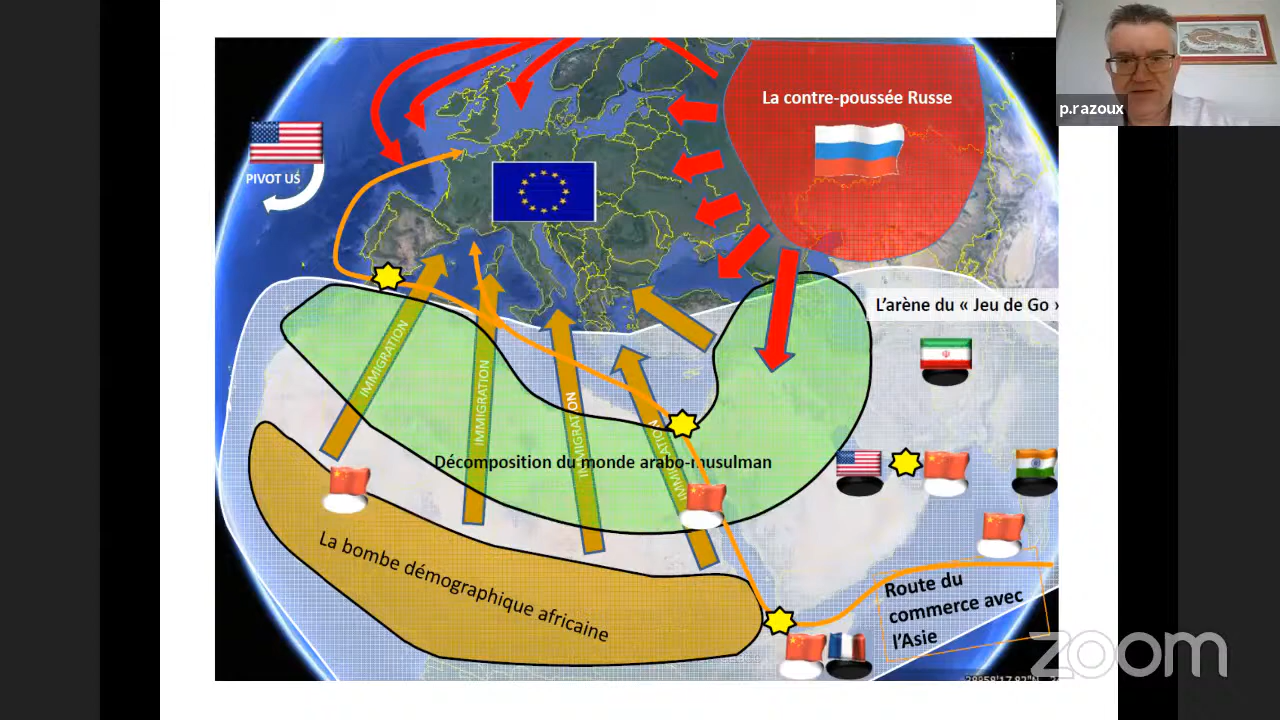 p.razoux
La contre-poussée Russe
PIVOT US
L'arène du « Jeu de Go »
IMMIGRATION
IMMIGRATION
IMMIGRATION
Décomposition du monde arabo-musulman
La bombe démographique africaine
Route du
commerce avec
l'Asie
zoom